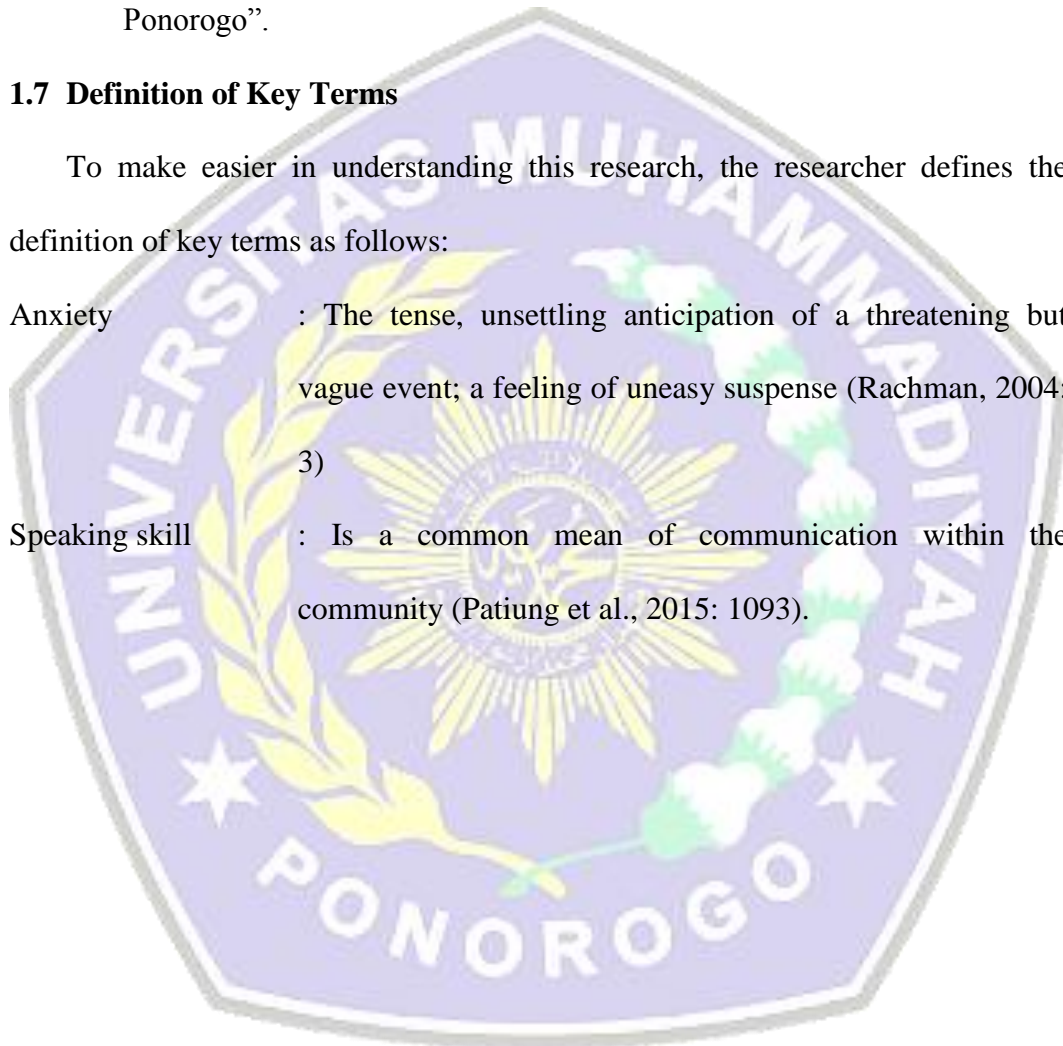 Ponorogo”.
1.7 Definition of Key Terms
To make easier in understanding this research, the researcher defines the
definition of key terms as follows:
Anxiety : The tense, unsettling anticipation of a threatening but
vague event; a feeling of uneasy suspense (Rachman, 2004:
3)
Speaking skill : Is a common mean of communication within the
community (Patiung et al., 2015: 1093).
UNIVERSITAS MUHAMMADIYAH
PONOROGO